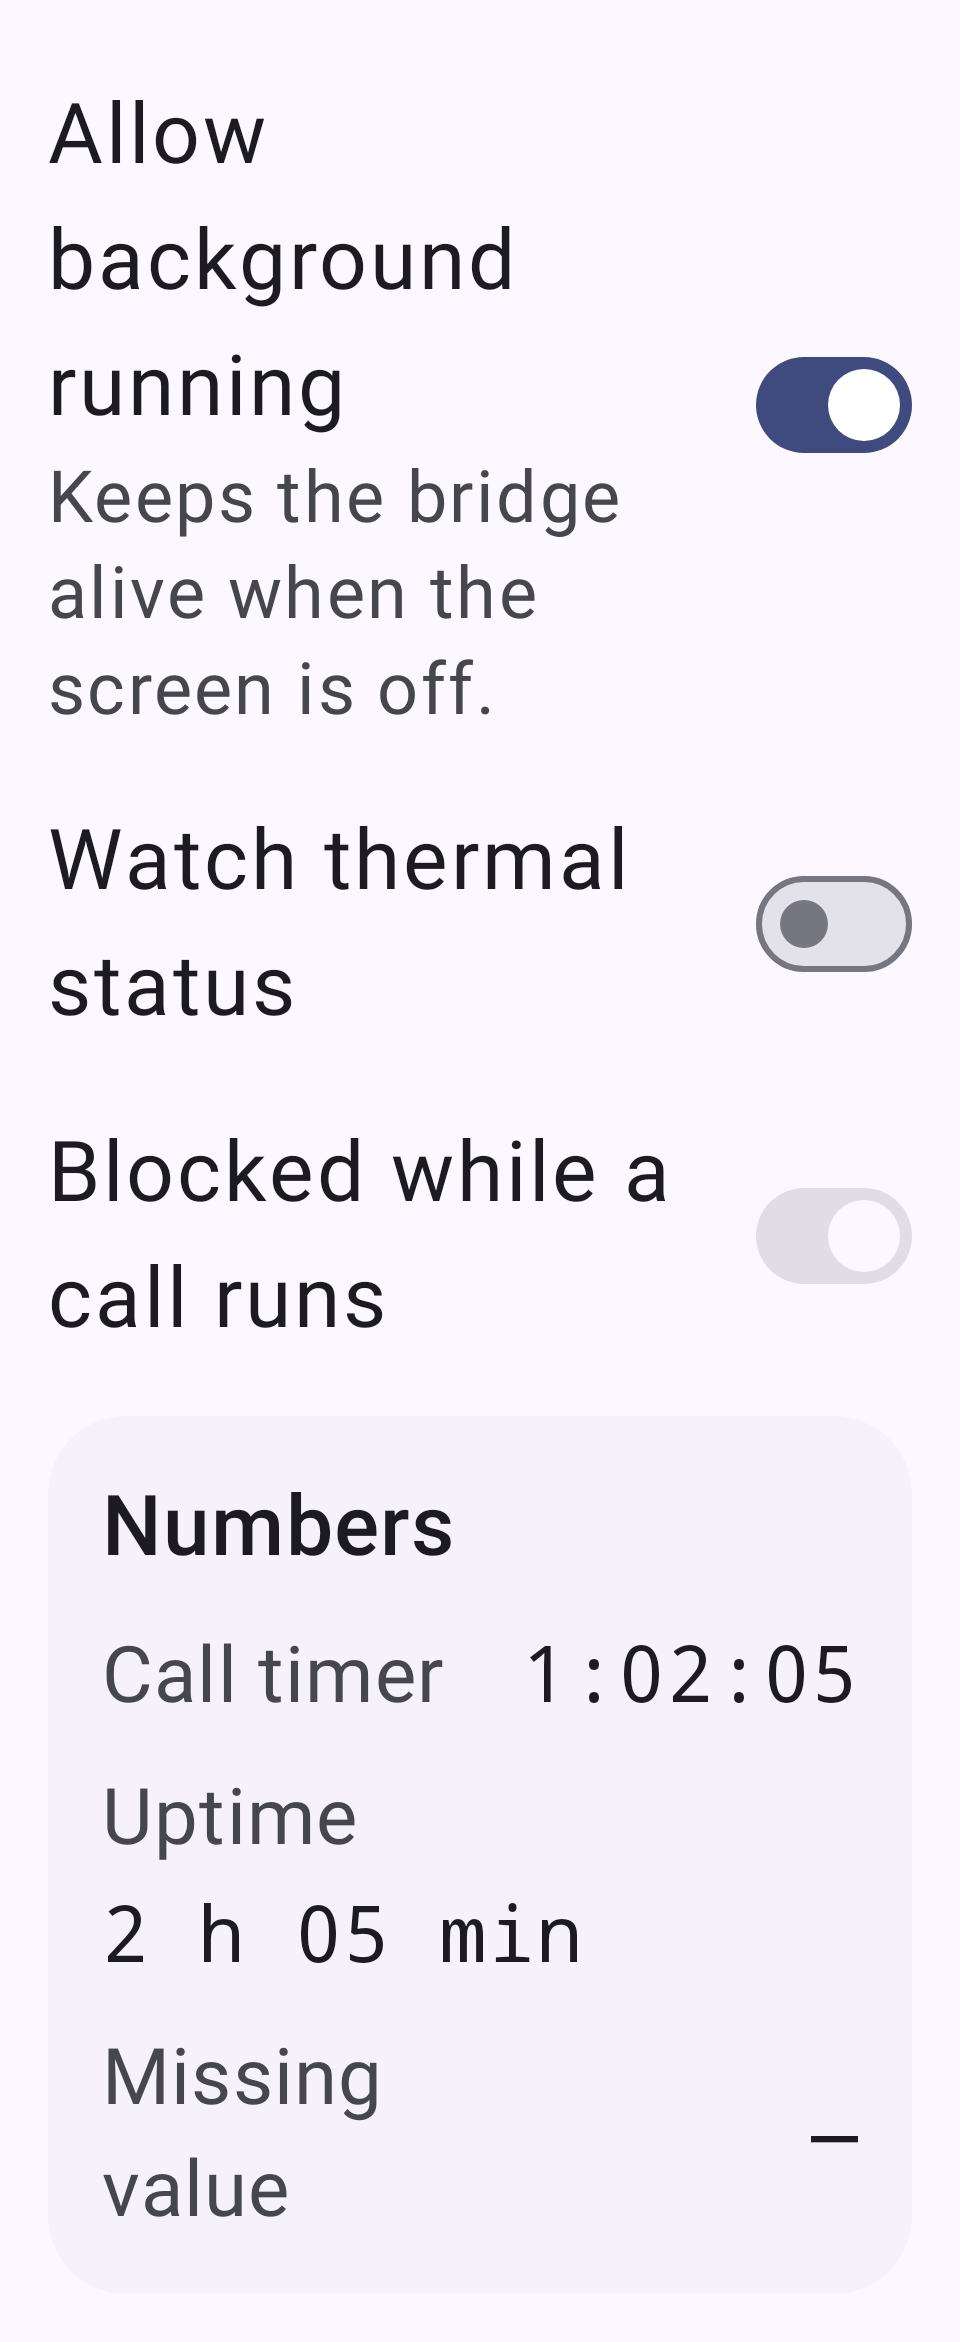 Allow
background
running
Keeps the bridge
alive when the
screen is off.
Watch thermal
status
Blocked while a
call runs
Numbers
Call timer 1:02:05
Uptime
2 h 05 min
Missing
value
—